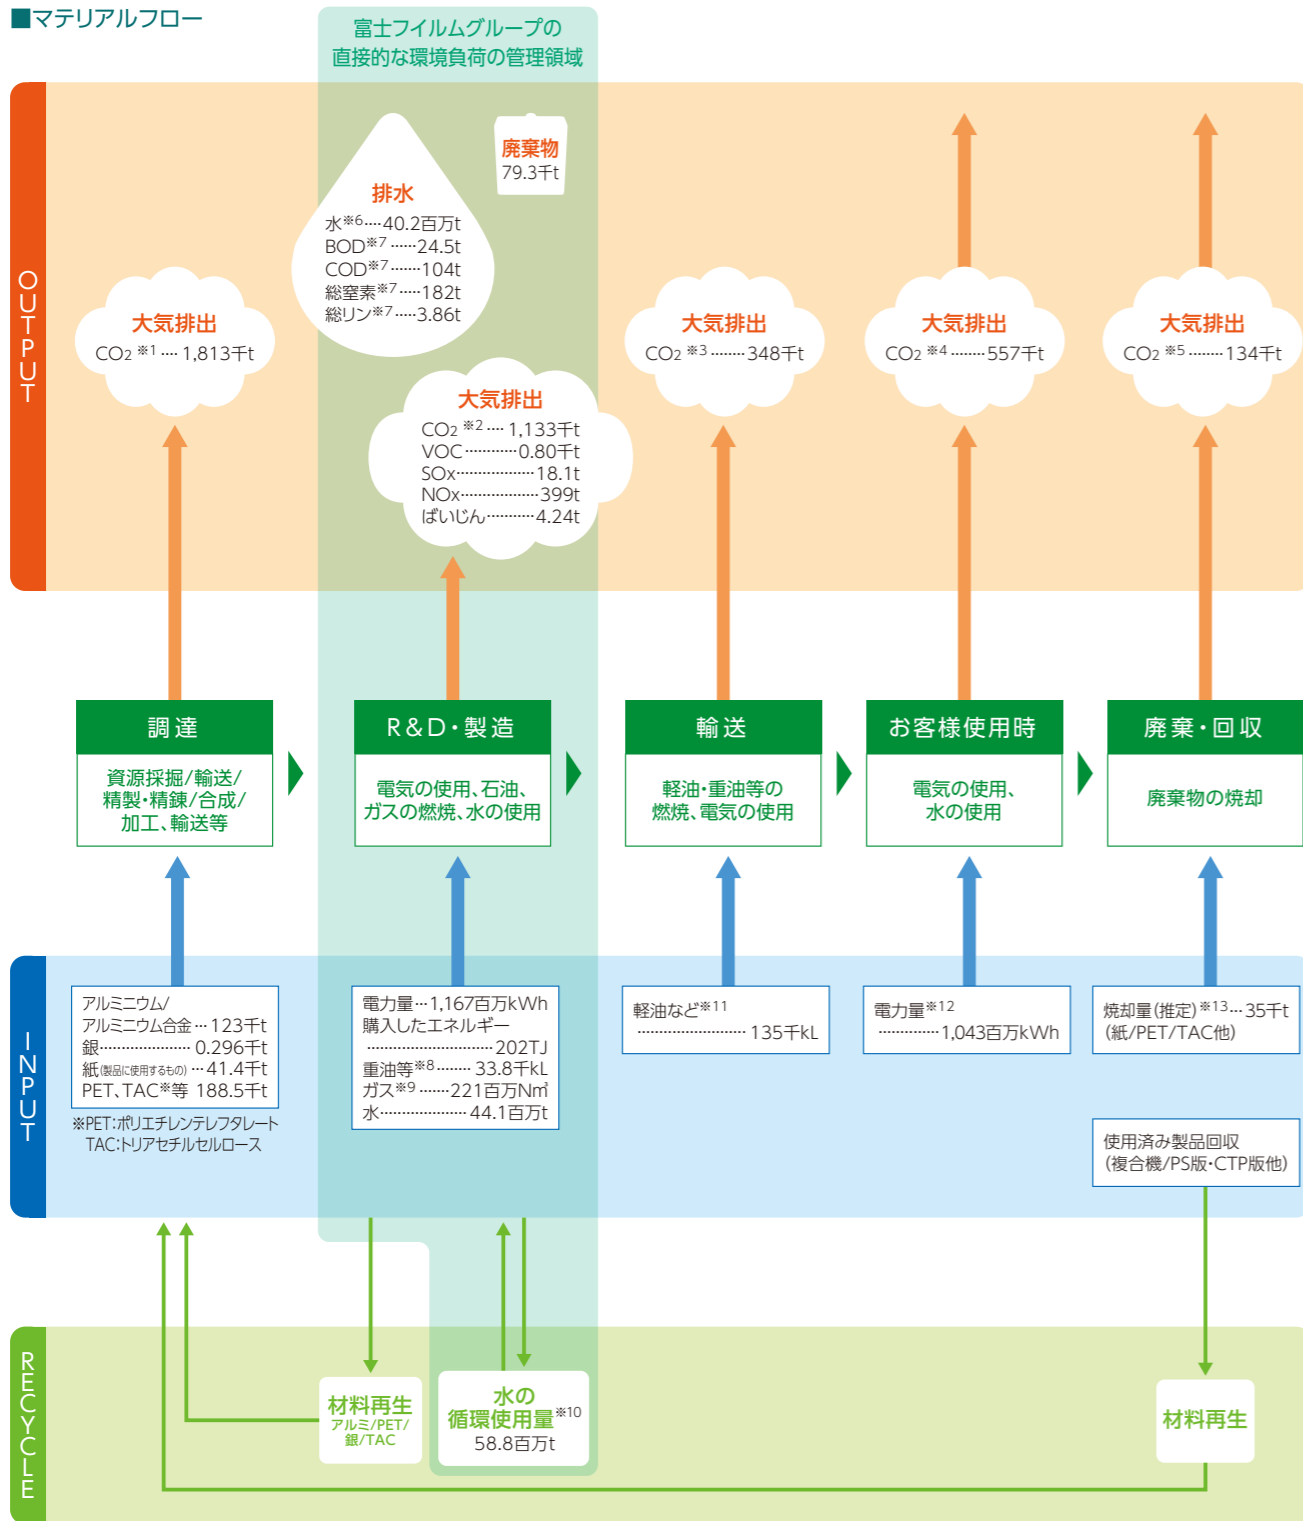 ■マテリアルフロー
富士フイルムグループの
直接的な環境負荷の管理領域
OUTPUT
大気排出
CO2 ※1 …. 1,813千t
排水
水※6….40.2百万t
BOD※7 ……24.5t
COD※7 …….104t
総窒素※7 …..182t
総リン※7 …..3.86t
廃棄物
79.3千t
大気排出
CO2 ※2 …. 1,133千t
VOC …………0.80千t
SOx………………18.1t
NOx………………399t
ばいじん…………4.24t
大気排出
CO2 ※3 ……..348千t
大気排出
CO2 ※4 ……..557千t
大気排出
CO2 ※5 ……..134千t
調達
資源採掘/輸送/
精製・精錬/合成/
加工、輸送等
R&D・製造
電気の使用、石油、
ガスの燃焼、水の使用
輸送
軽油・重油等の
燃焼、電気の使用
お客様使用時
電気の使用、
水の使用
廃棄・回収
廃棄物の焼却
INPUT
アルミニウム/
アルミニウム合金 … 123千t
銀………………… 0.296千t
紙(製品に使用するもの) … 41.4千t
PET、TAC※等 188.5千t
※PET:ポリエチレンテレフタレート
TAC:トリアセチルセルロース
電力量…1,167百万kWh
購入したエネルギー
…………………………202TJ
重油等※8…….. 33.8千kL
ガス※9 …….221百万N㎥
水………………… 44.1百万t
軽油など※11
…………………… 135千kL
電力量※12
…………..1,043百万kWh
焼却量(推定)※13… 35千t
(紙/PET/TAC他)
使用済み製品回収
(複合機/PS版・CTP版他)
RECYCLE
材料再生
アルミ/PET/
銀/TAC
水の
循環使用量※10
58.8百万t
材料再生